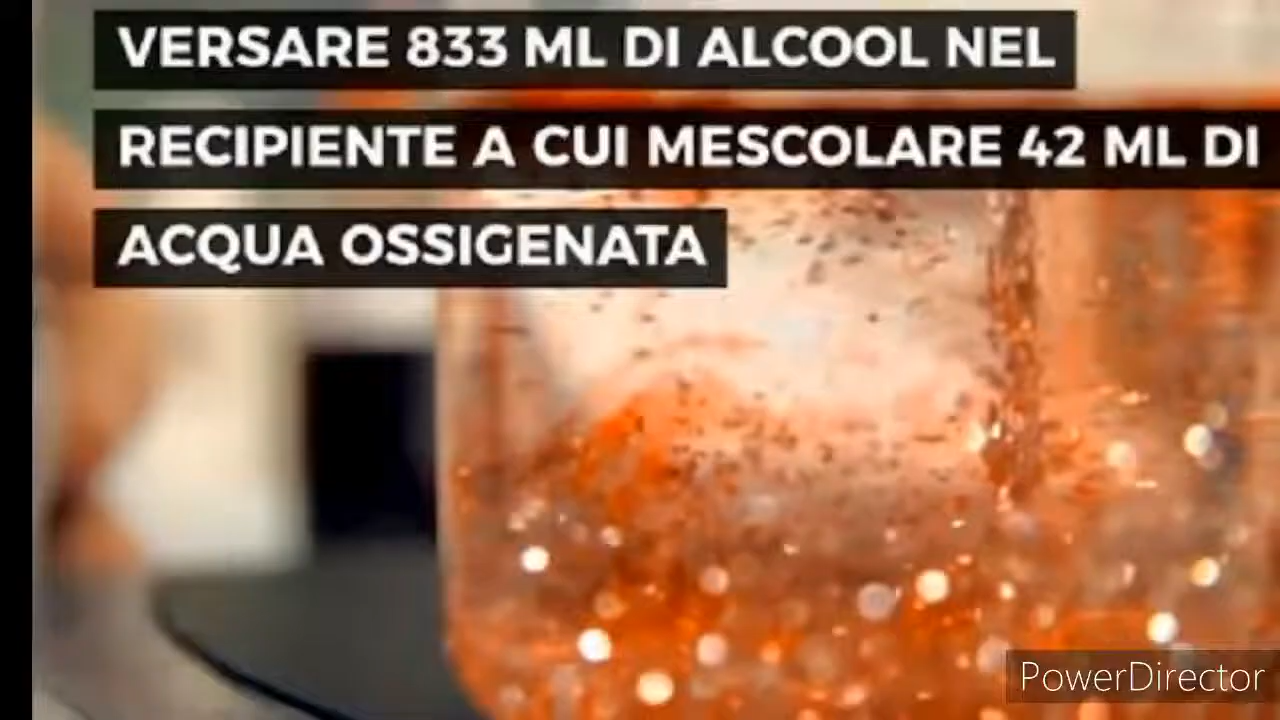 VERSARE 833 ML DI ALCOOL NEL
RECIPIENTE A CUI MESCOLARE 42 ML DI
ACQUA OSSIGENATA
PowerDirector